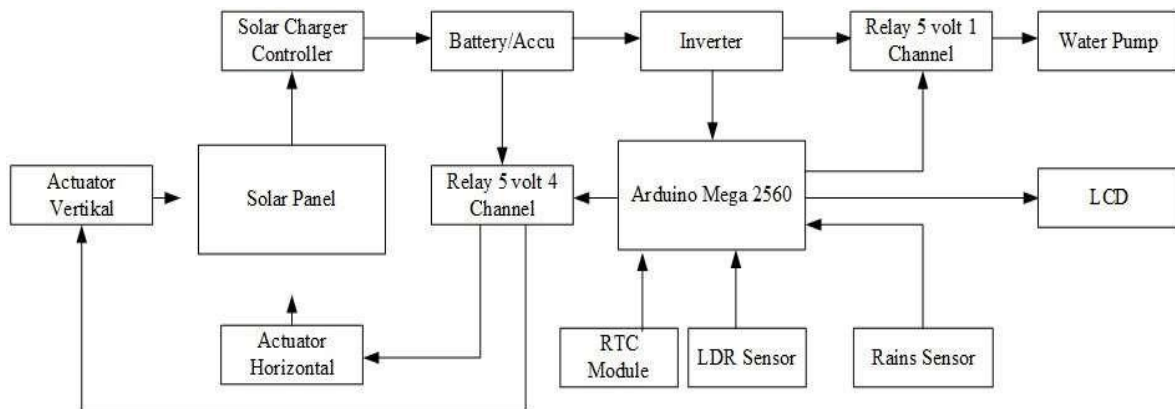 Solar Charger
Controller
Battery/Accu
Inverter
Relay 5 volt 1
Channel
Water Pump
Actuator
Vertikal
Solar Panel
Relay 5 volt 4
Channel
Arduino Mega 2560
LCD
Actuator
Horizontal
RTC
Module
LDR Sensor
Rains Sensor